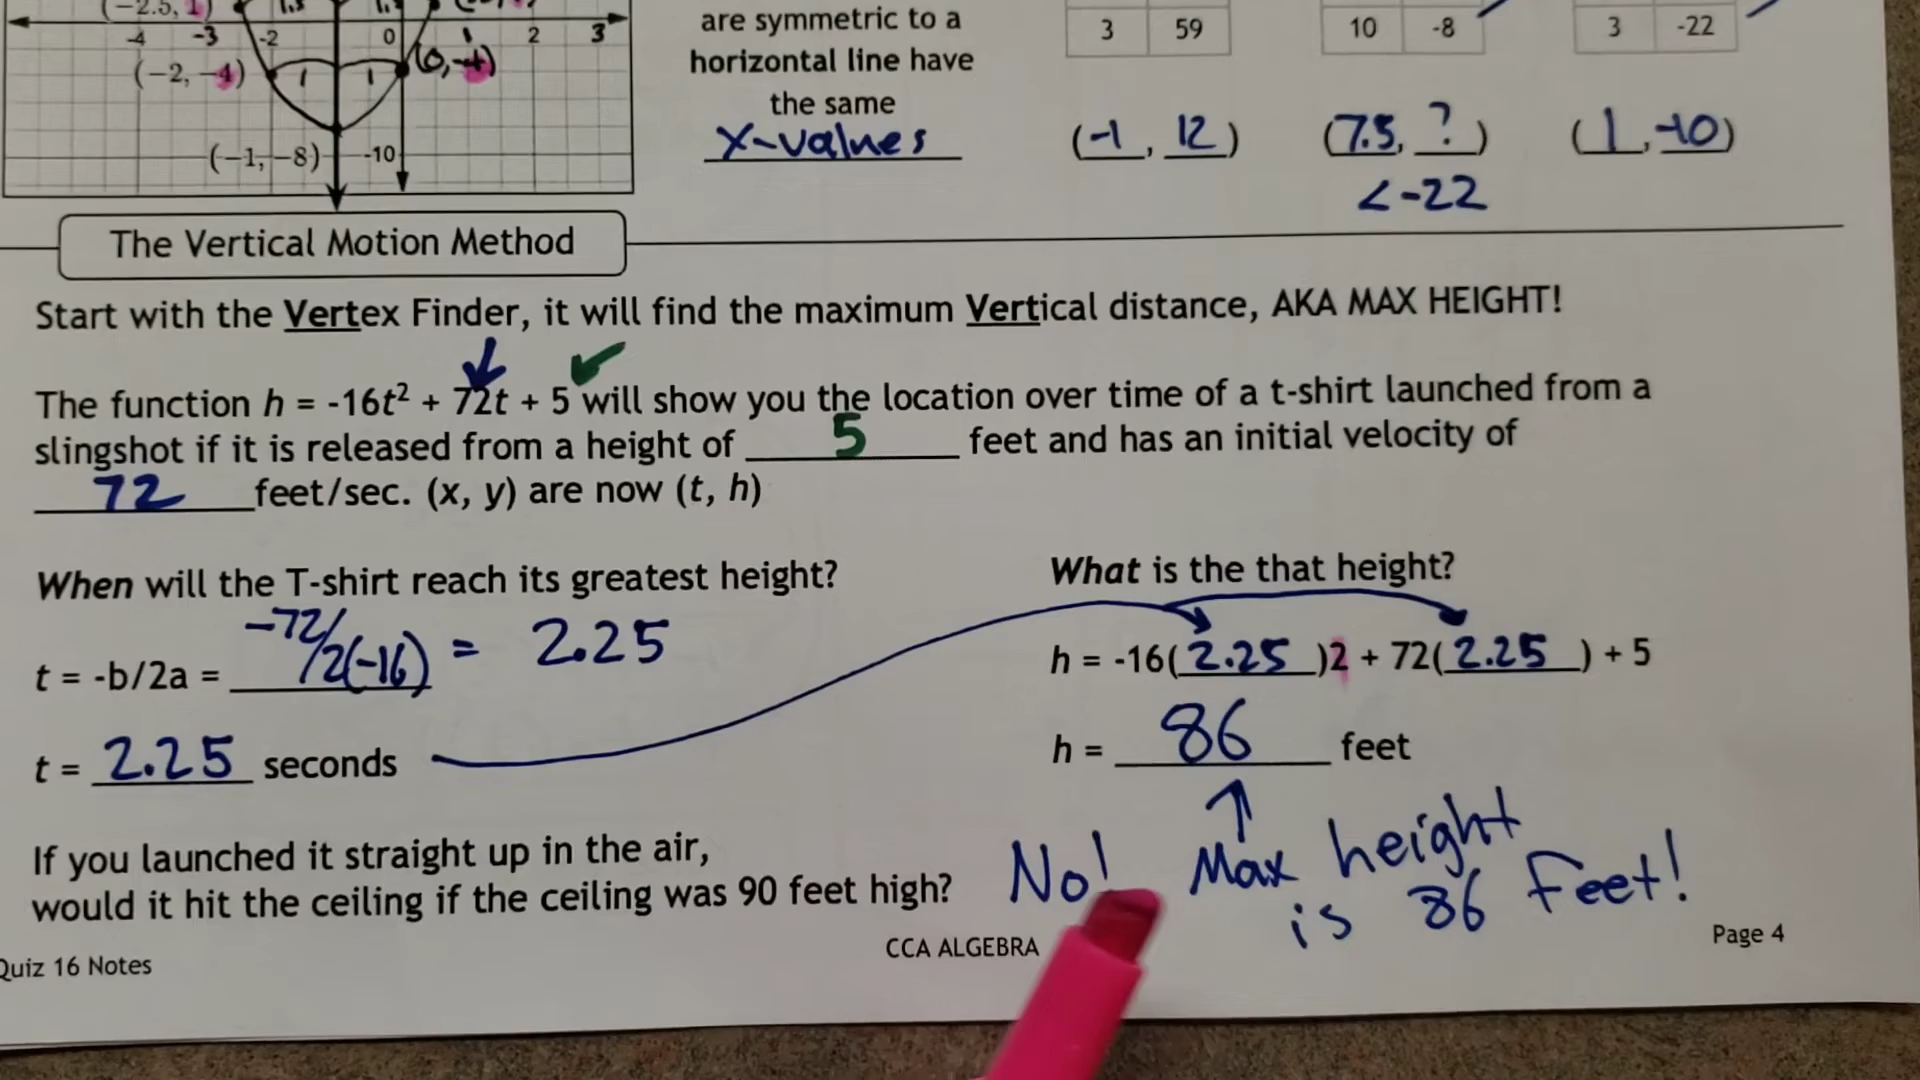 (-2.5, 1)
-4 -3 -2 0 1 2 3
(-2, -4)
1 1
(0, -4)
(-1, -8)
-10
are symmetric to a
horizontal line have
the same
x-values
3 59
10 -8
3 -22
(-1, 12)
(7.5, ?)
<-22
(1, -10)
The Vertical Motion Method
Start with the Vertex Finder, it will find the maximum Vertical distance, AKA MAX HEIGHT!
The function h = -16t² + 72t + 5 will show you the location over time of a t-shirt launched from a
slingshot if it is released from a height of 5 feet and has an initial velocity of
72 feet/sec. (x, y) are now (t, h)
When will the T-shirt reach its greatest height?
t = -b/2a = -72/2(-16) = 2.25
t = 2.25 seconds
What is the that height?
h = -16(2.25)2 + 72(2.25) + 5
h = 86 feet
If you launched it straight up in the air,
would it hit the ceiling if the ceiling was 90 feet high?
No! Max height
is 86 Feet!
Quiz 16 Notes
CCA ALGEBRA
Page 4